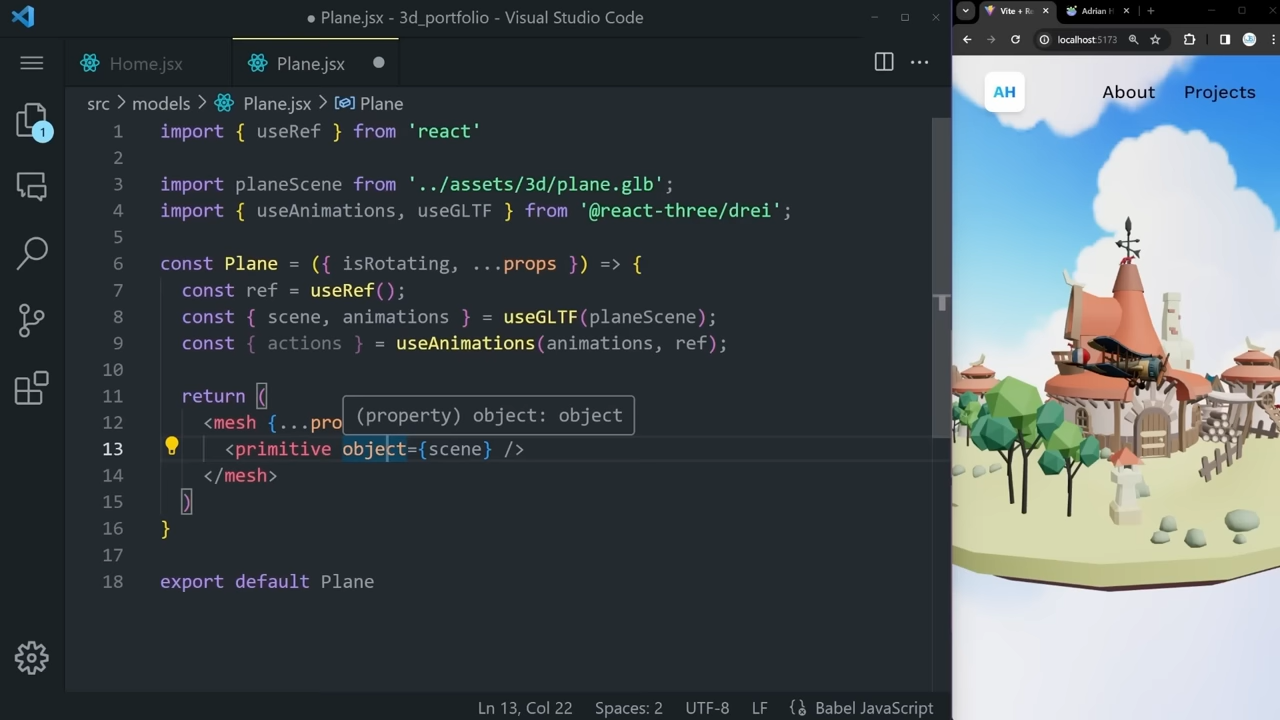 ● Plane.jsx - 3d_portfolio - Visual Studio Code
Home.jsx
Plane.jsx
src > models > Plane.jsx > Plane
1
1 import { useRef } from 'react'
2
3 import planeScene from '../assets/3d/plane.glb';
4 import { useAnimations, useGLTF } from '@react-three/drei';
5
6 const Plane = ({ isRotating, ...props }) => {
7 const ref = useRef();
8 const { scene, animations } = useGLTF(planeScene);
9 const { actions } = useAnimations(animations, ref);
10
11 return (
12 <mesh {...pro
(property) object: object
13 <primitive object={scene} />
14 </mesh>
15 )
16 }
17
18 export default Plane
Ln 13, Col 22 Spaces: 2 UTF-8 LF Babel JavaScript
Vite + Re
Adrian H
localhost:5173
AH
About Projects